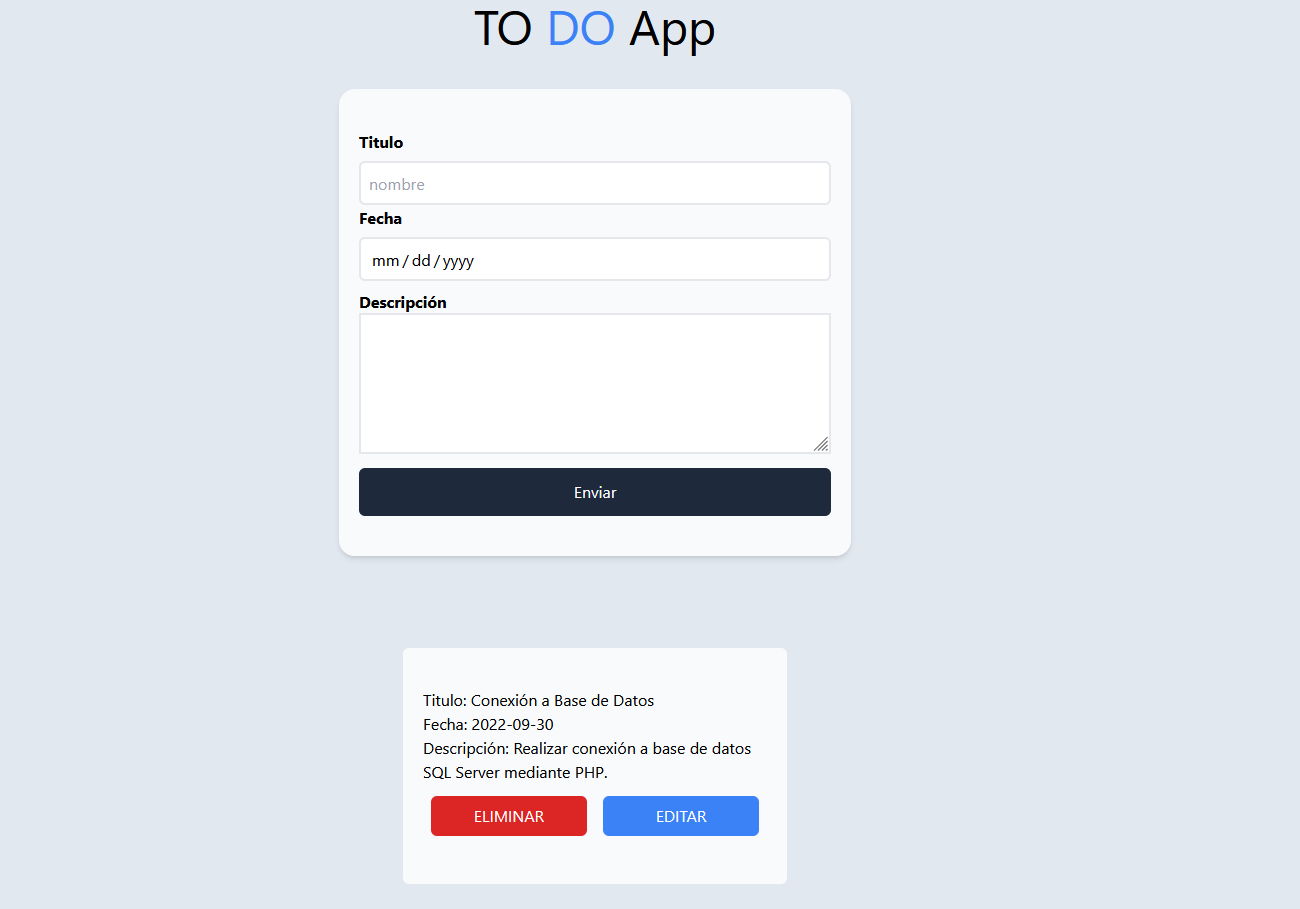 TO DO App
Titulo
nombre
Fecha
mm/dd/yyyy
Descripción
Enviar
Titulo: Conexión a Base de Datos
Fecha: 2022-09-30
Descripción: Realizar conexión a base de datos
SQL Server mediante PHP.
ELIMINAR EDITAR